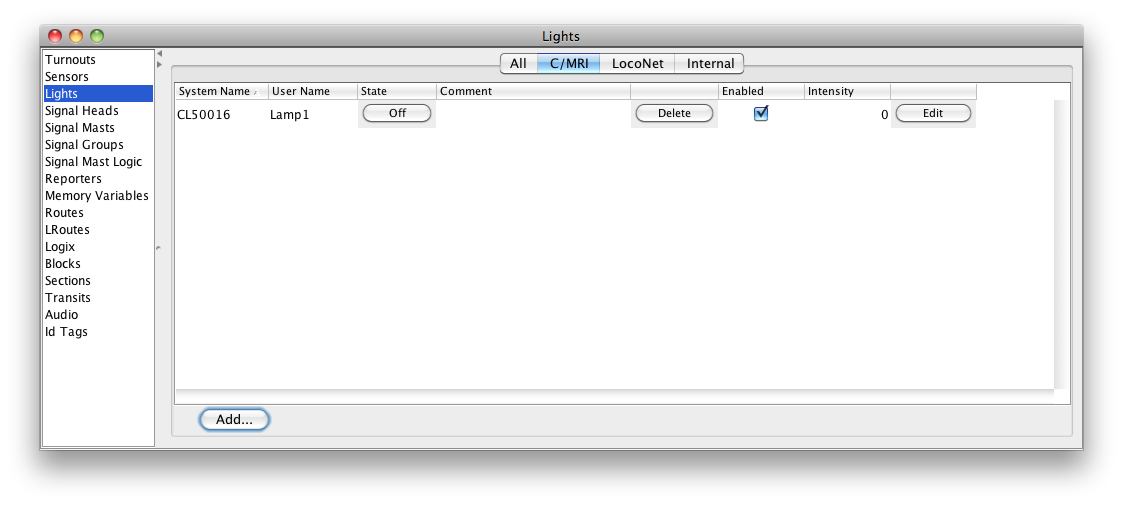 Lights
Turnouts
Sensors
Lights
Signal Heads
Signal Masts
Signal Groups
Signal Mast Logic
Reporters
Memory Variables
Routes
LRoutes
Logix
Blocks
Sections
Transits
Audio
Id Tags
All C/MRI LocoNet Internal
System Name User Name State Comment Enabled Intensity
CL50016 Lamp1 Off Delete 0 Edit
Add...